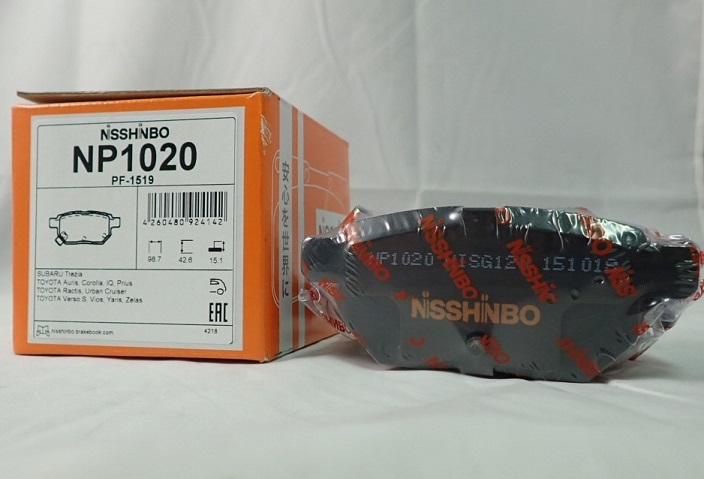 NiSSHiNBO
NP1020
PF-1519
4 260480 924142
98.7
42.6
15.1
SUBARU Trezia
TOYOTA Auris, Corolla, IQ, Prius
TOYOTA Ractis, Urban Cruiser
TOYOTA Verso S, Vios, Yaris, Zelas
EAC
Nisshinbo.brakebook.com
4218
NP1020
151019
NiSSHiNBO